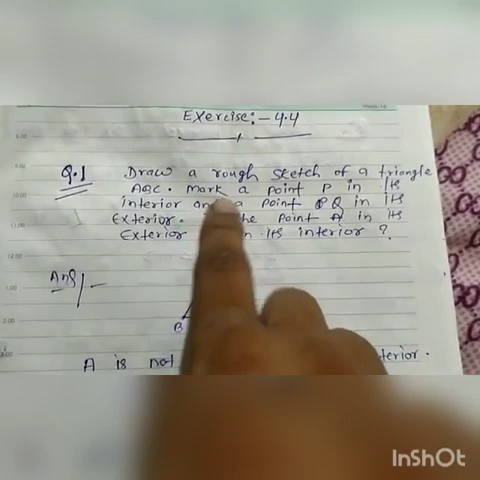 Exercise:- 4.4
Q.1 Draw a rough sketch of a triangle
ABC. Mark a point P in its
interior a point Q in its
exterior. the point A in its
Exterior in its interior?
Ans -
B
A is not terior.
InShOt